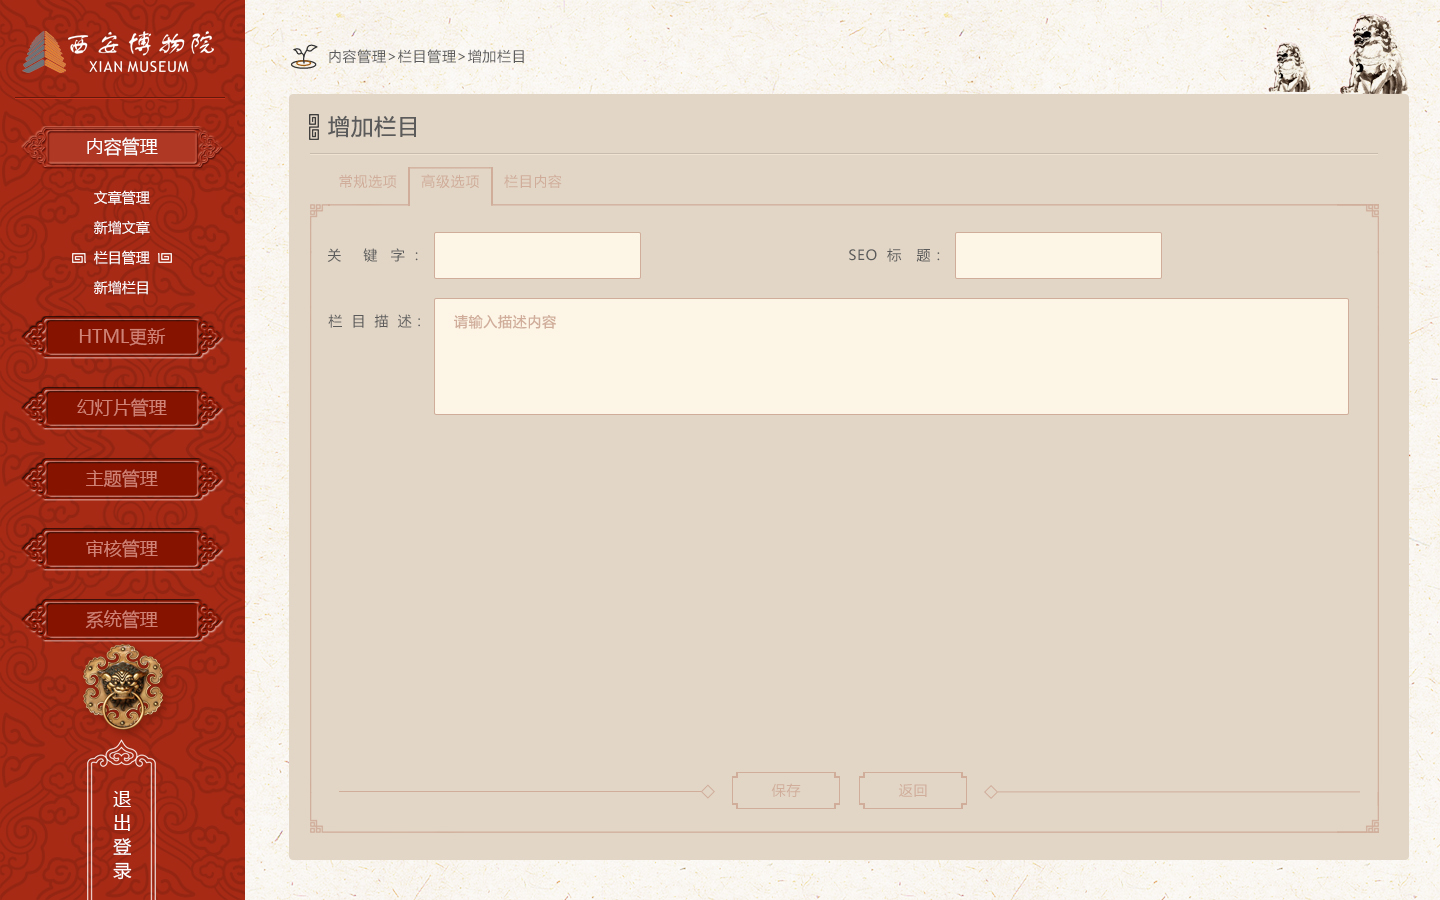 西安博物院
XIAN MUSEUM
内容管理
文章管理
新增文章
栏目管理
新增栏目
HTML更新
幻灯片管理
主题管理
审核管理
系统管理
退出登录
内容管理>栏目管理>增加栏目
增加栏目
常规选项 高级选项 栏目内容
关 键 字 :
SEO 标 题 :
栏 目 描 述 : 请输入描述内容
保存 返回